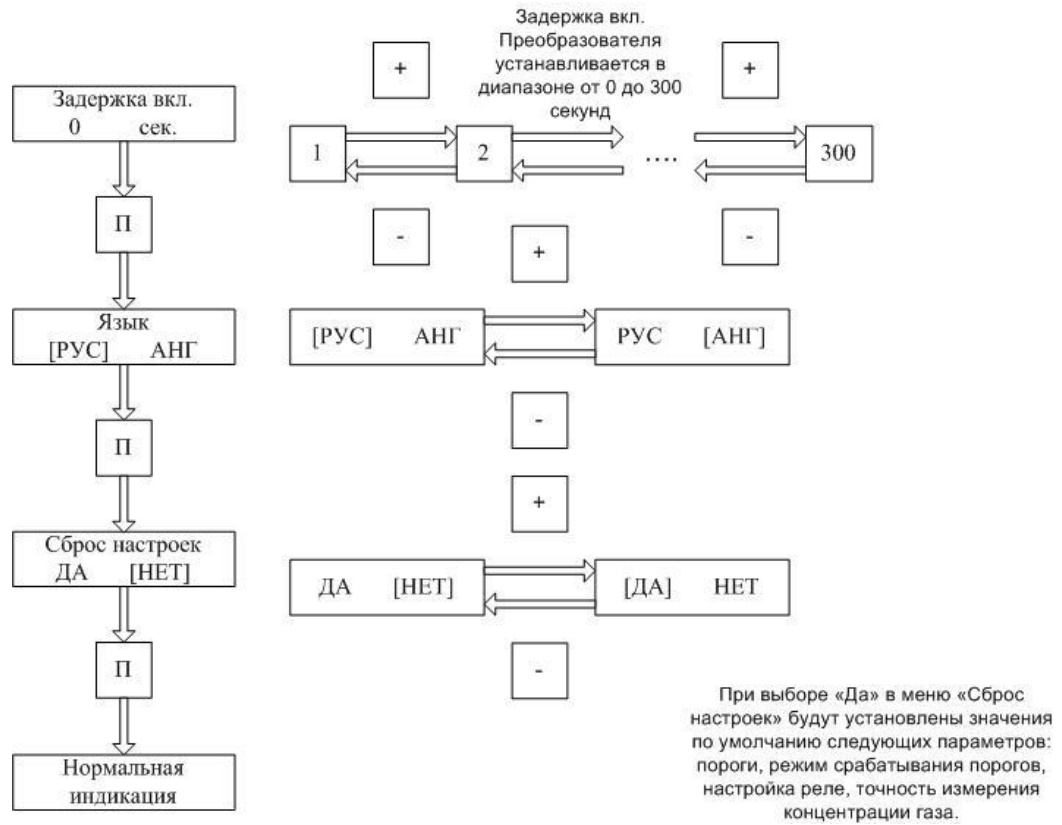 Задержка вкл.
Преобразователя
устанавливается в
диапазоне от 0 до 300
секунд
+
+
Задержка вкл.
0 сек.
1
2
....
300
П
-
-
+
Язык
[РУС] АНГ
[РУС] АНГ
РУС [АНГ]
П
-
+
Сброс настроек
ДА [НЕТ]
ДА [НЕТ]
[ДА] НЕТ
П
-
При выборе «Да» в меню «Сброс
настроек» будут установлены значения
по умолчанию следующих параметров:
пороги, режим срабатывания порогов,
настройка реле, точность измерения
концентрации газа.
Нормальная
индикация